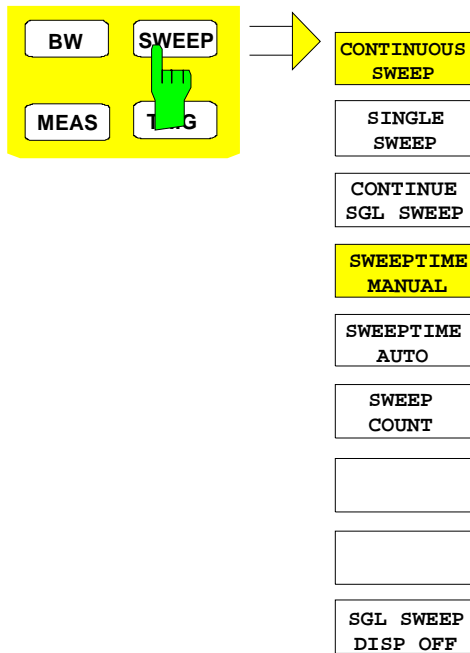 BW
SWEEP
MEAS
CONTINUOUS
SWEEP
SINGLE
SWEEP
CONTINUE
SGL SWEEP
SWEEPTIME
MANUAL
SWEEPTIME
AUTO
SWEEP
COUNT
SGL SWEEP
DISP OFF